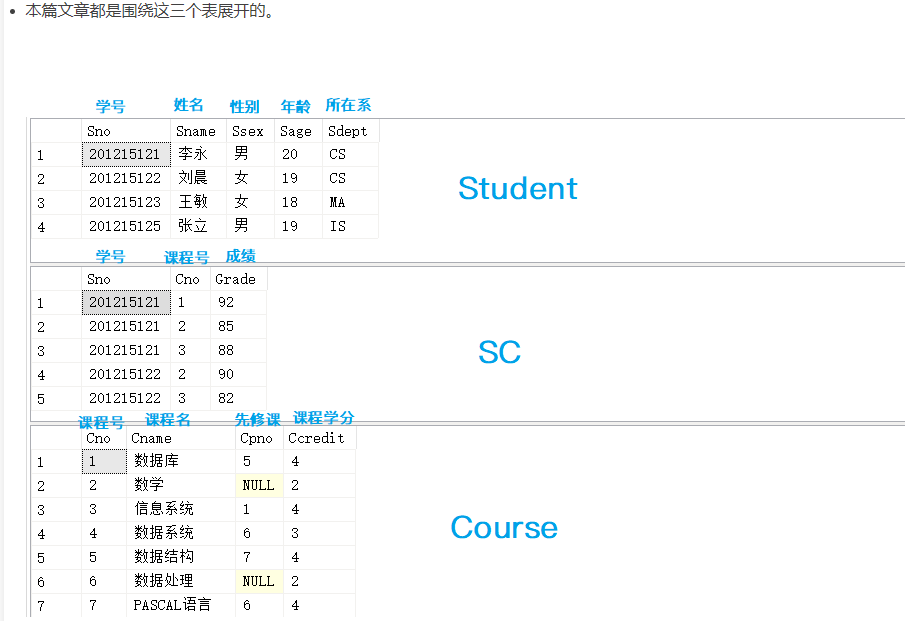 • 本篇文章都是围绕这三个表展开的。
学号 姓名 性别 年龄 所在系
Sno Sname Ssex Sage Sdept
1 201215121 李永 男 20 CS
2 201215122 刘晨 女 19 CS
Student
3 201215123 王敏 女 18 MA
4 201215125 张立 男 19 IS
学号 课程号 成绩
Sno Cno Grade
1 201215121 1 92
2 201215121 2 85
3 201215121 3 88
SC
4 201215122 2 90
5 201215122 3 82
课程号 课程名 先修课 课程学分
Cno Cname Cpno Ccredit
1 1 数据库 5 4
2 2 数学 NULL 2
3 3 信息系统 1 4
4 4 数据系统 6 3
Course
5 5 数据结构 7 4
6 6 数据处理 NULL 2
7 7 PASCAL语言 6 4